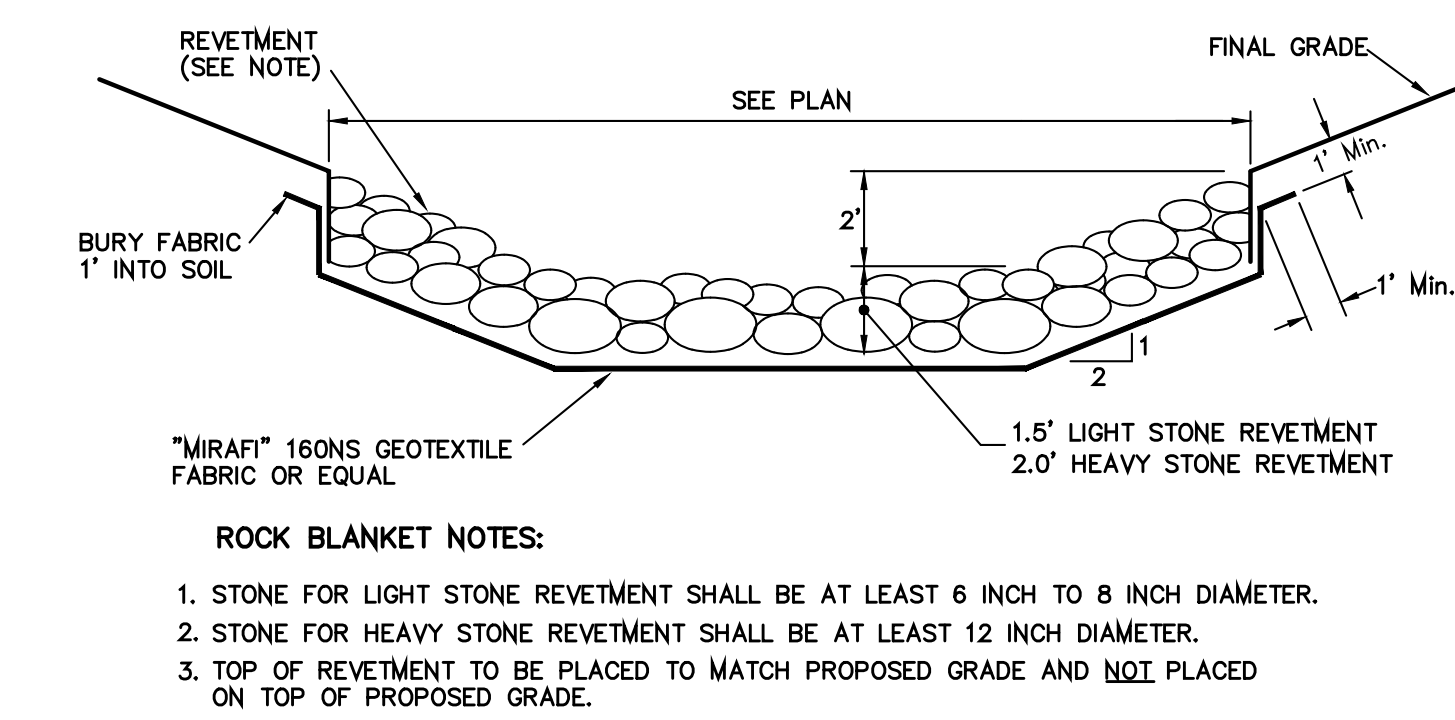 REVETMENT
(SEE NOTE)
FINAL GRADE
SEE PLAN
1' Min.
2'
BURY FABRIC
1' INTO SOIL
1' Min.
1
2
1.5' LIGHT STONE REVETMENT
2.0' HEAVY STONE REVETMENT
"MIRAFI" 160NS GEOTEXTILE
FABRIC OR EQUAL
ROCK BLANKET NOTES:
1. STONE FOR LIGHT STONE REVETMENT SHALL BE AT LEAST 6 INCH TO 8 INCH DIAMETER.
2. STONE FOR HEAVY STONE REVETMENT SHALL BE AT LEAST 12 INCH DIAMETER.
3. TOP OF REVETMENT TO BE PLACED TO MATCH PROPOSED GRADE AND NOT PLACED
ON TOP OF PROPOSED GRADE.